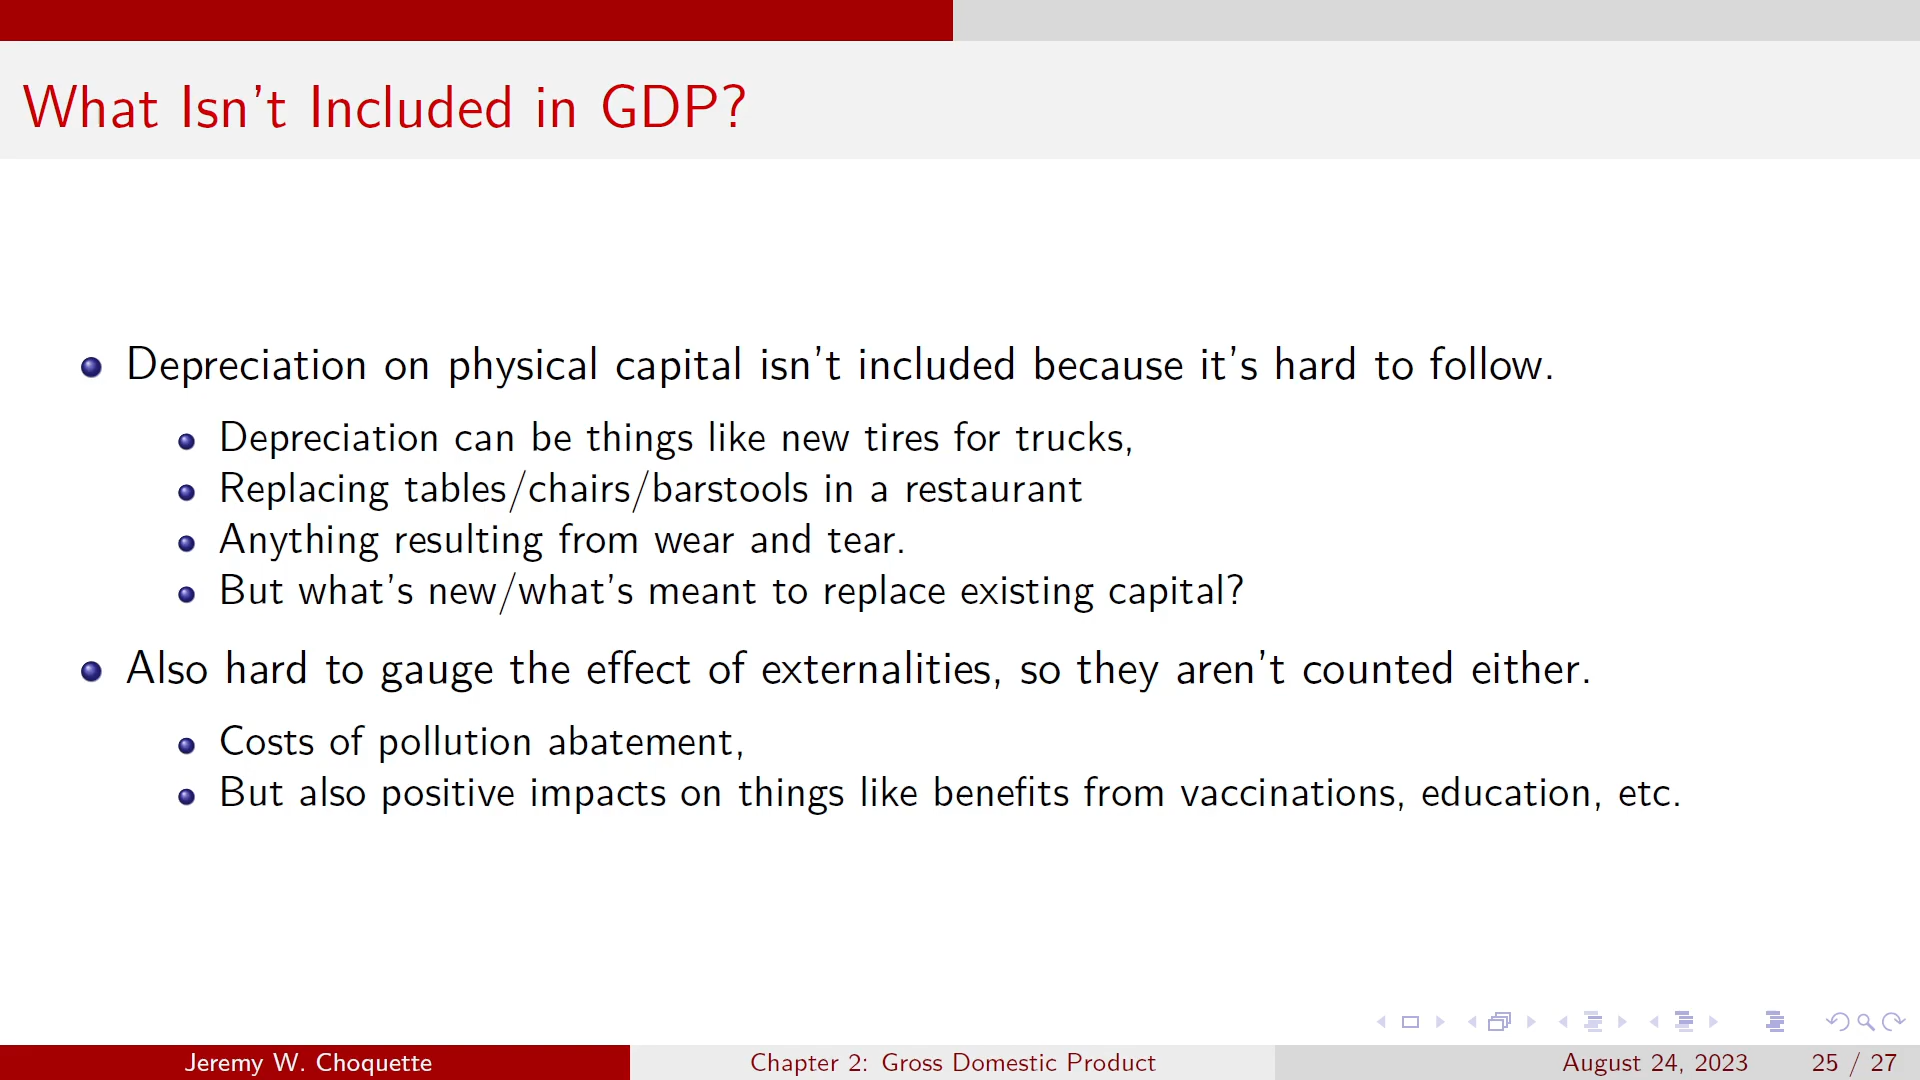 What Isn't Included in GDP?
Depreciation on physical capital isn't included because it's hard to follow.
Depreciation can be things like new tires for trucks,
Replacing tables/chairs/barstools in a restaurant
Anything resulting from wear and tear.
But what's new/what's meant to replace existing capital?
Also hard to gauge the effect of externalities, so they aren't counted either.
Costs of pollution abatement,
But also positive impacts on things like benefits from vaccinations, education, etc.
Jeremy W. Choquette
Chapter 2: Gross Domestic Product
August 24, 2023
25 / 27